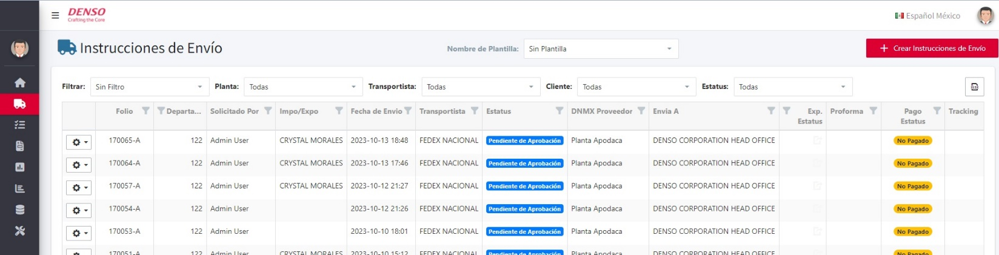 DENSO
Crafting the Core
Español México
Instrucciones de Envío
Nombre de Plantilla: Sin Plantilla
+ Crear Instrucciones de Envío
Filtrar: Sin Filtro Planta: Todas Transportista: Todas Cliente: Todas Estatus: Todas
Folio Departa... Solicitado Por Impo/Expo Fecha de Envio Transportista Estatus DNMX Proveedor Envia A Exp. Estatus Proforma Pago Estatus Tracking
170065-A 122 Admin User CRYSTAL MORALES 2023-10-13 18:48 FEDEX NACIONAL Pendiente de Aprobación Planta Apodaca DENSO CORPORATION HEAD OFFICE No Pagado
170064-A 122 Admin User CRYSTAL MORALES 2023-10-13 17:46 FEDEX NACIONAL Pendiente de Aprobación Planta Apodaca DENSO CORPORATION HEAD OFFICE No Pagado
170057-A 122 Admin User CRYSTAL MORALES 2023-10-12 21:27 FEDEX NACIONAL Pendiente de Aprobación Planta Apodaca DENSO CORPORATION HEAD OFFICE No Pagado
170054-A 122 Admin User 2023-10-12 21:26 FEDEX NACIONAL Pendiente de Aprobación Planta Apodaca DENSO CORPORATION HEAD OFFICE No Pagado
170053-A 122 Admin User 2023-10-10 18:01 FEDEX NACIONAL Pendiente de Aprobación Planta Apodaca DENSO CORPORATION HEAD OFFICE No Pagado
170051-A 122 Admin User CRYSTAL MORALES 2023-10-10 15:12 FEDEX NACIONAL Pendiente de Aprobación Planta Apodaca DENSO CORPORATION HEAD OFFICE No Pagado